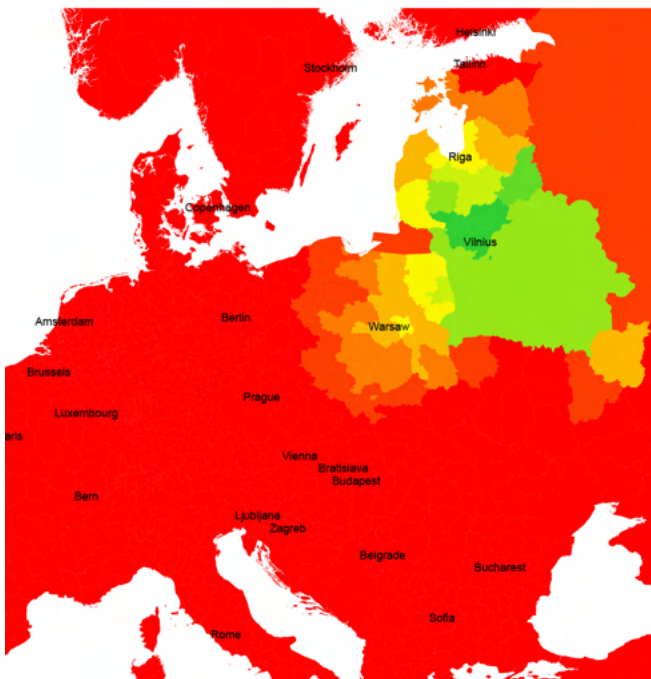 Helsinki
Tallinn
Stockholm
Riga
Copenhagen
Vilnius
Amsterdam
Berlin
Warsaw
Brussels
Prague
Luxembourg
aris
Vienna
Bratislava
Budapest
Bern
Ljubljana
Zagreb
Belgrade
Bucharest
Sofia
Rome